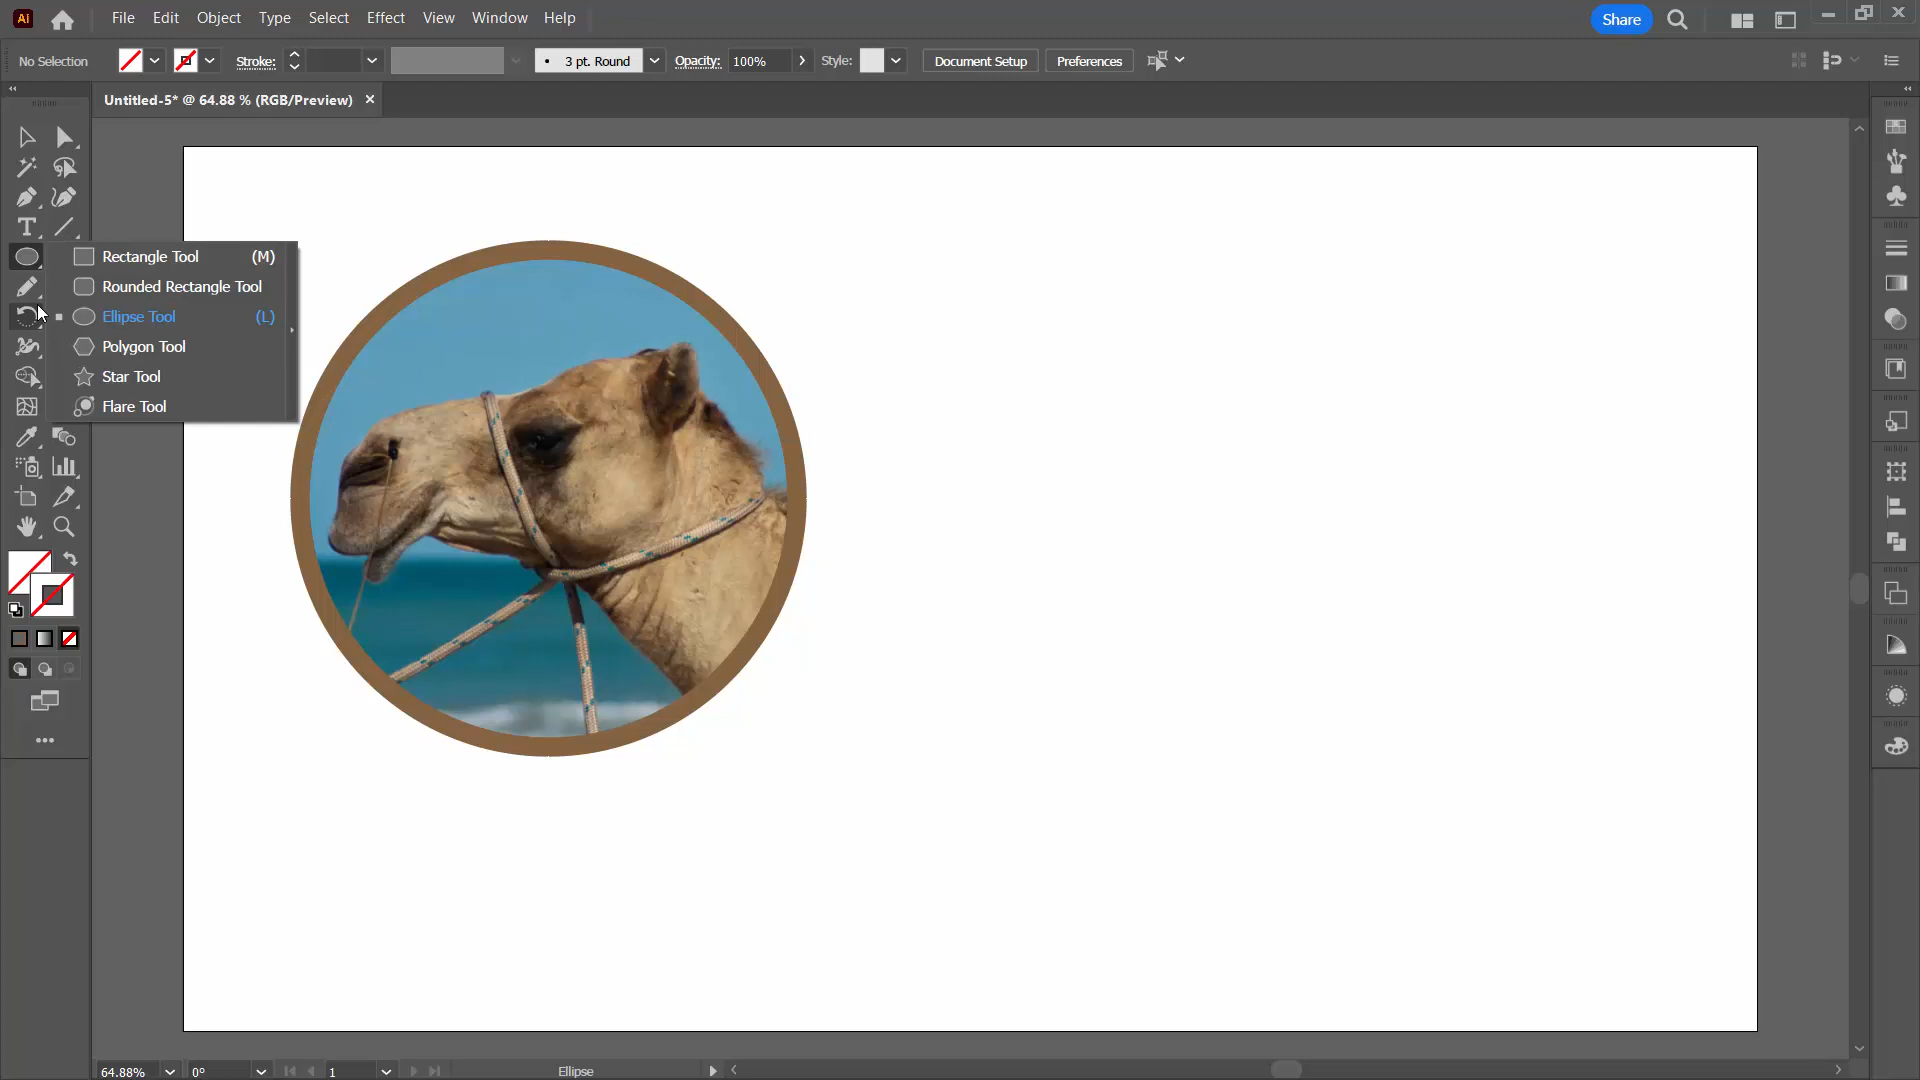 Ai
File Edit Object Type Select Effect View Window Help
Share
No Selection
Stroke:
3 pt. Round
Opacity: 100%
Style:
Document Setup
Preferences
Untitled-5* @ 64.88 % (RGB/Preview)
T
Rectangle Tool (M)
Rounded Rectangle Tool
Ellipse Tool (L)
Polygon Tool
Star Tool
Flare Tool
64.88%
0°
1
Ellipse